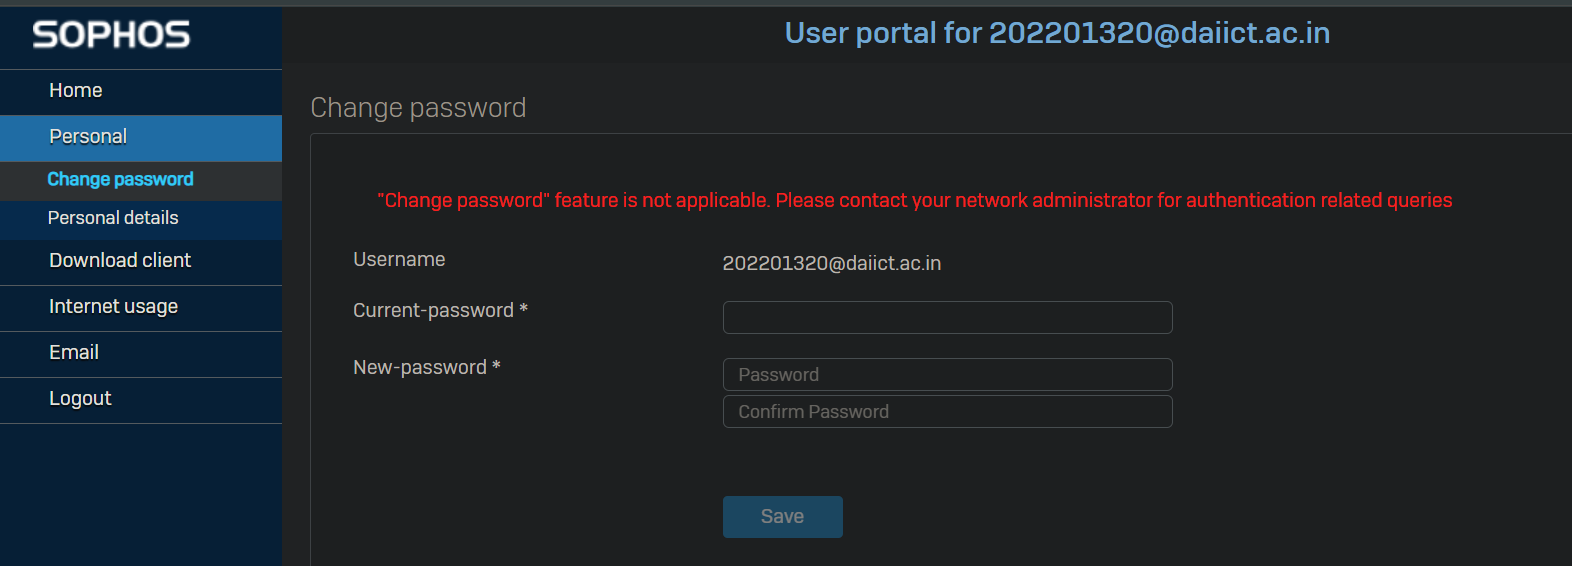 SOPHOS
User portal for 202201320@daiict.ac.in
Home
Personal
Change password
Personal details
Download client
Internet usage
Email
Logout
Change password
"Change password" feature is not applicable. Please contact your network administrator for authentication related queries
Username
202201320@daiict.ac.in
Current-password *
New-password *
Password
Confirm Password
Save